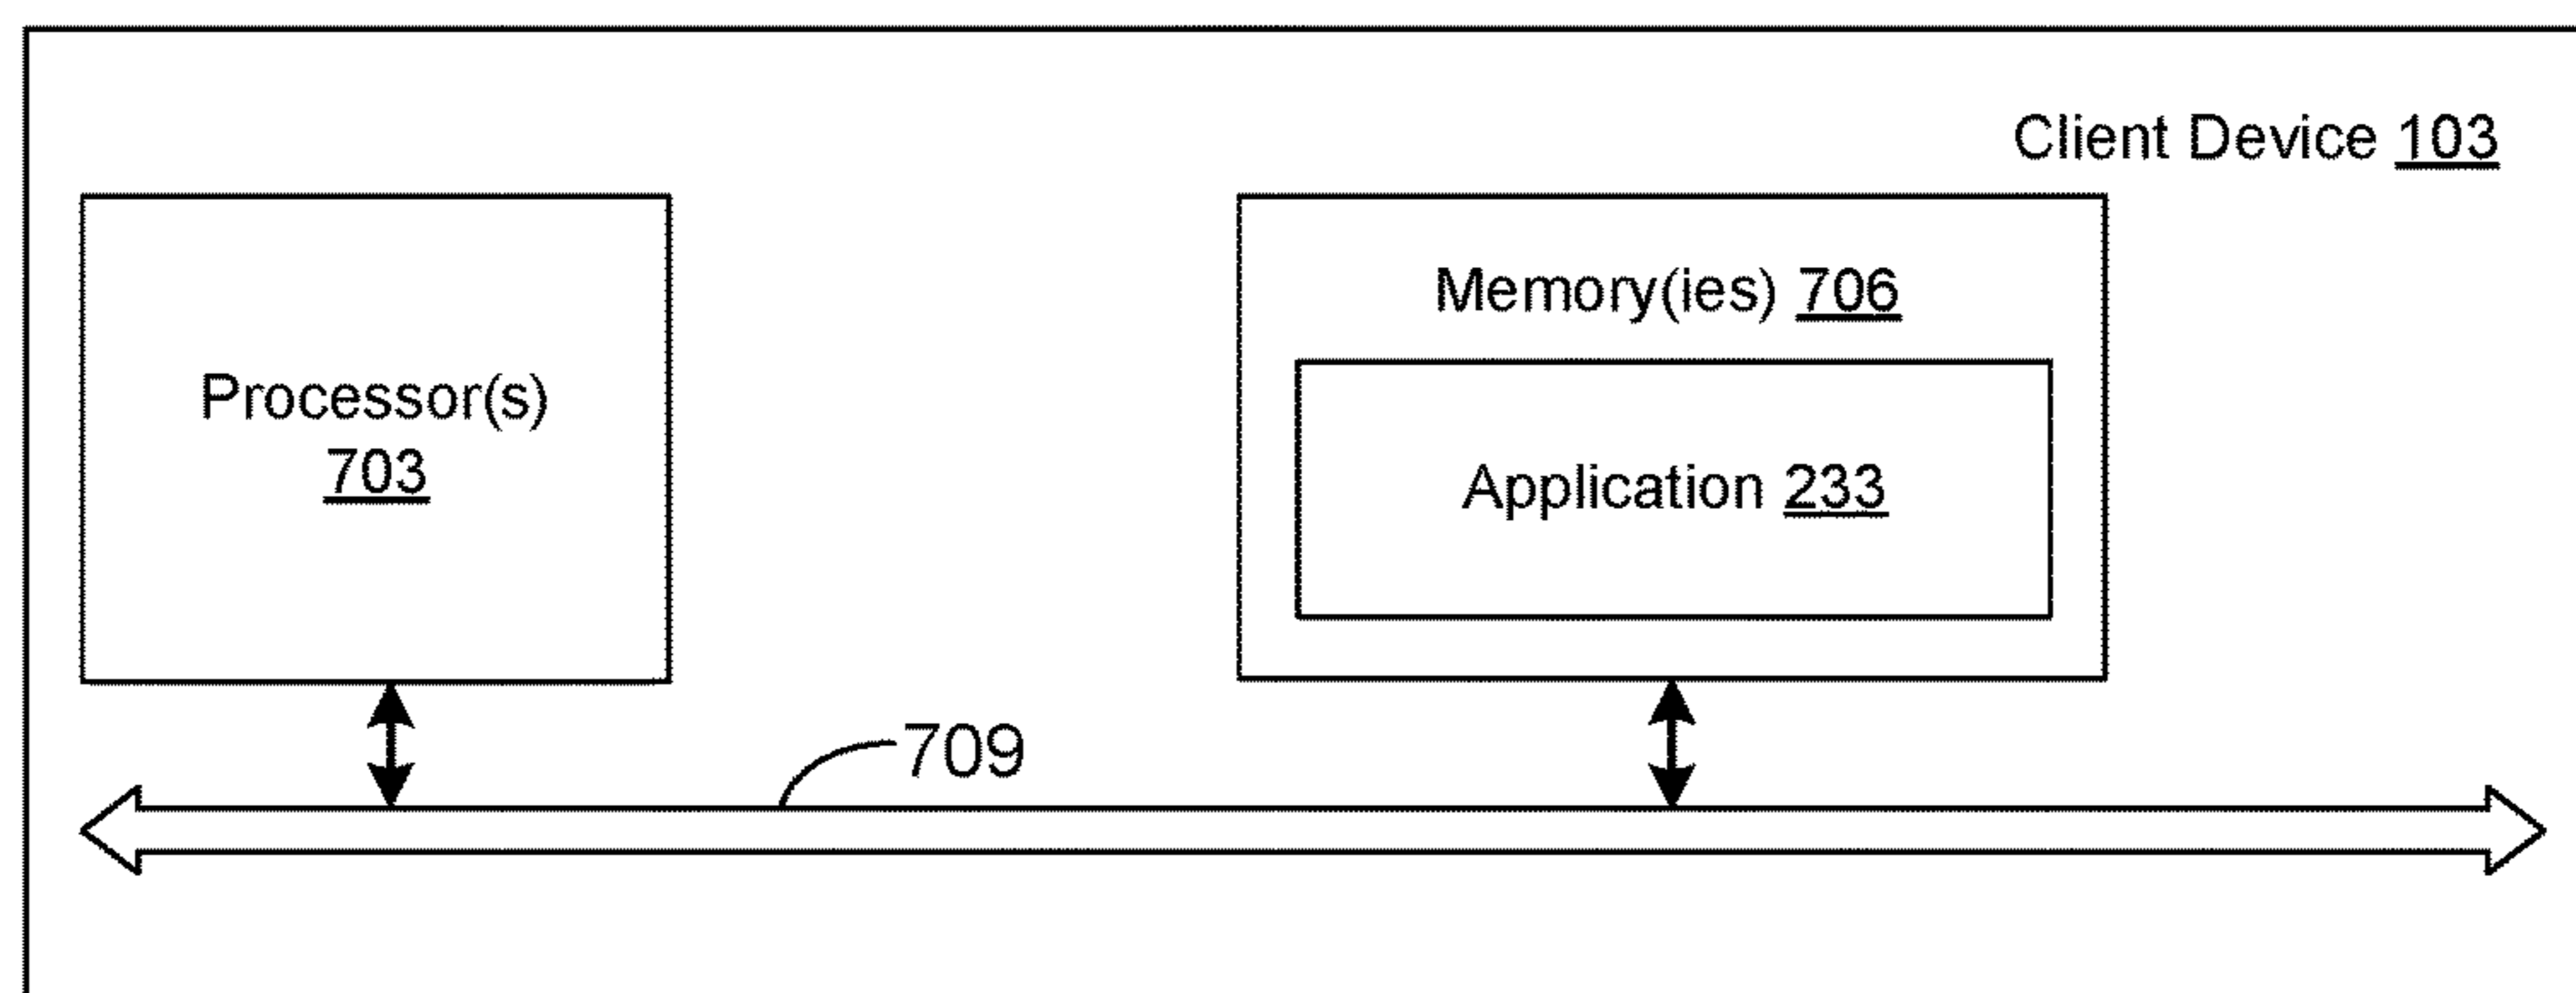 Client Device 103
Processor(s)
703
Memory(ies) 706
Application 233
709